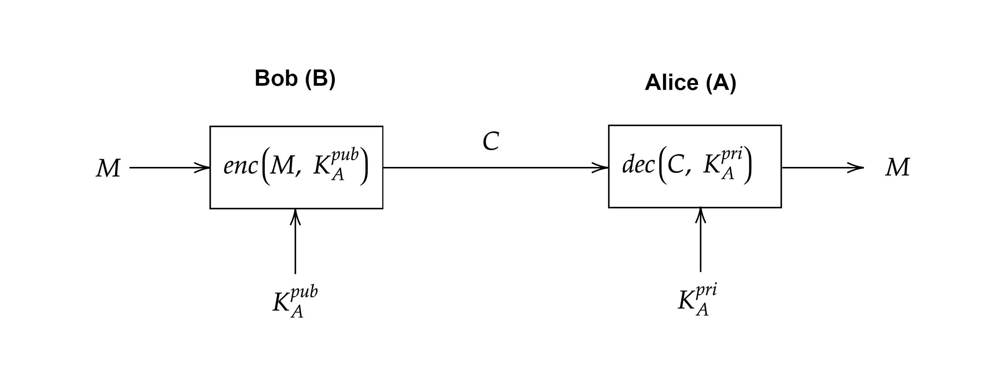 Bob (B)
Alice (A)
M
enc(M, K_A^{pub})
C
dec(C, K_A^{pri})
M
K_A^{pub}
K_A^{pri}